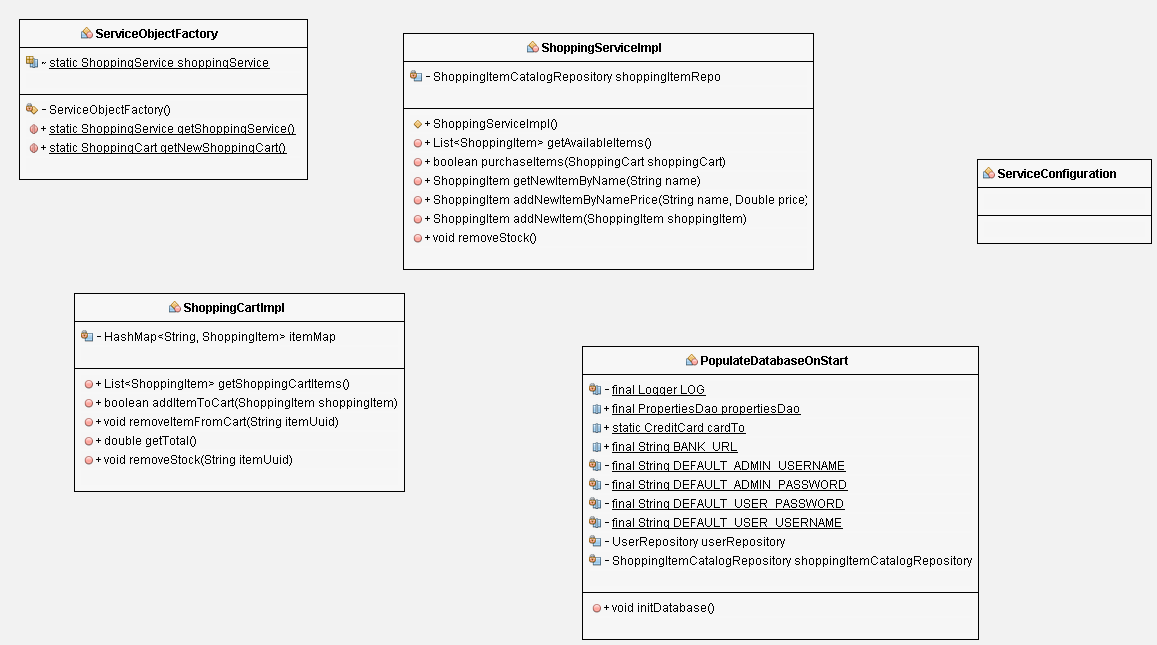 ServiceObjectFactory
~ static ShoppingService shoppingService
- ServiceObjectFactory()
+ static ShoppingService getShoppingService()
+ static ShoppingCart getNewShoppingCart()
ShoppingServiceImpl
- ShoppingItemCatalogRepository shoppingItemRepo
+ ShoppingServiceImpl()
+ List<ShoppingItem> getAvailableItems()
+ boolean purchaseItems(ShoppingCart shoppingCart)
+ ShoppingItem getNewItemByName(String name)
+ ShoppingItem addNewItemByNamePrice(String name, Double price)
+ ShoppingItem addNewItem(ShoppingItem shoppingItem)
+ void removeStock()
ServiceConfiguration
ShoppingCartImpl
- HashMap<String, ShoppingItem> itemMap
+ List<ShoppingItem> getShoppingCartItems()
+ boolean addItemToCart(ShoppingItem shoppingItem)
+ void removeItemFromCart(String itemUuid)
+ double getTotal()
+ void removeStock(String itemUuid)
PopulateDatabaseOnStart
- final Logger LOG
+ final PropertiesDao propertiesDao
+ static CreditCard cardTo
+ final String BANK_URL
- final String DEFAULT_ADMIN_USERNAME
- final String DEFAULT_ADMIN_PASSWORD
- final String DEFAULT_USER_PASSWORD
- final String DEFAULT_USER_USERNAME
- UserRepository userRepository
- ShoppingItemCatalogRepository shoppingItemCatalogRepository
+ void initDatabase()